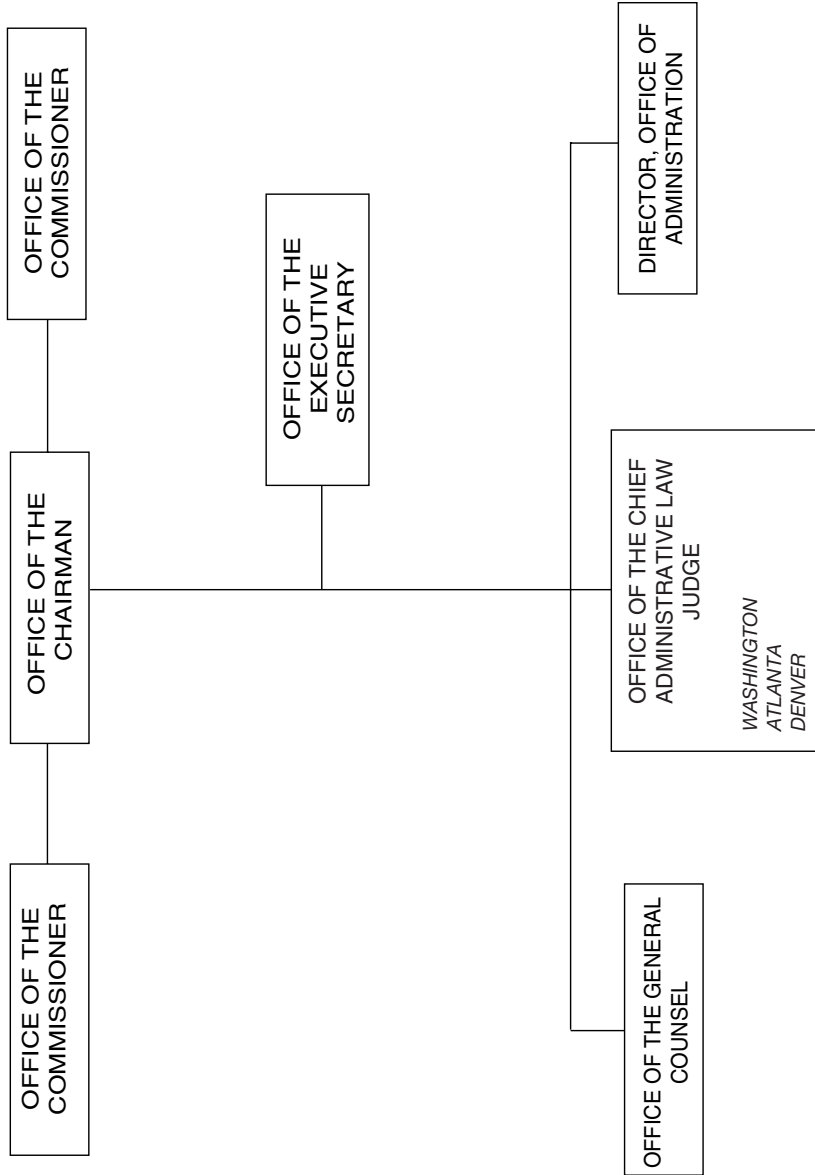 OFFICE OF THE
COMMISSIONER
OFFICE OF THE
CHAIRMAN
OFFICE OF THE
COMMISSIONER
OFFICE OF THE
EXECUTIVE
SECRETARY
OFFICE OF THE GENERAL
COUNSEL
OFFICE OF THE CHIEF
ADMINISTRATIVE LAW
JUDGE
WASHINGTON
ATLANTA
DENVER
DIRECTOR, OFFICE OF
ADMINISTRATION